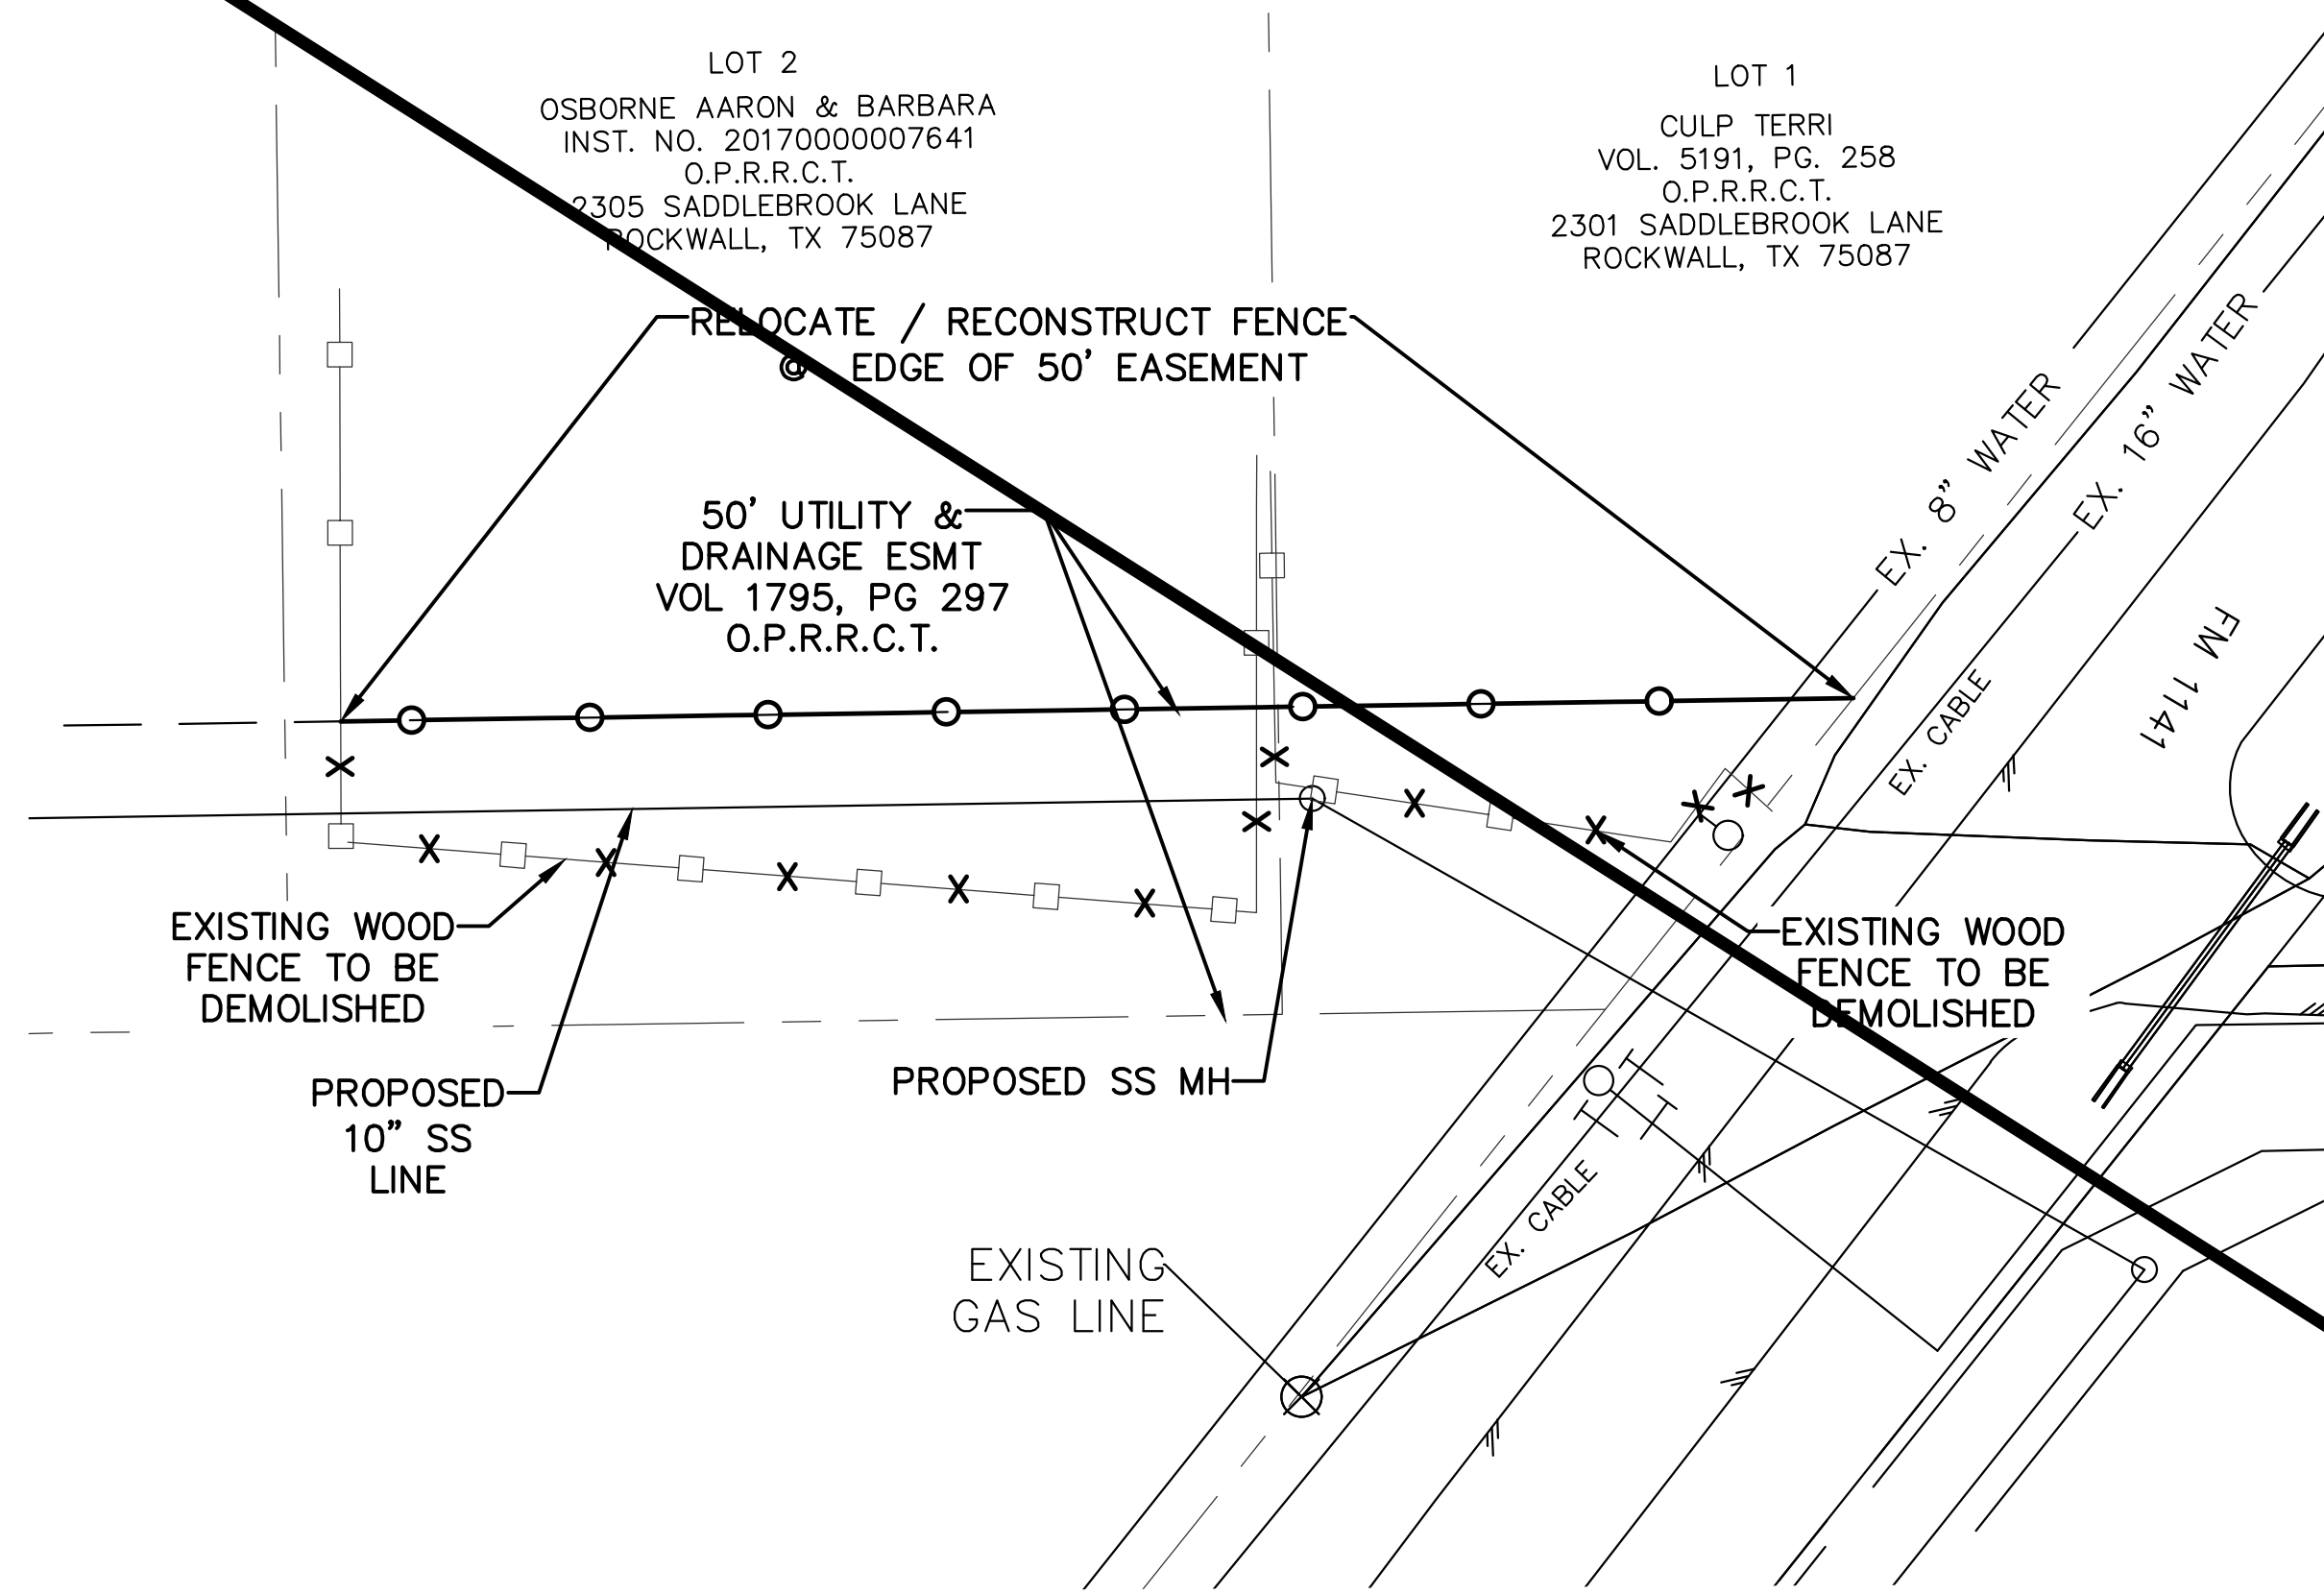 LOT 2
OSBORNE AARON & BARBARA
INST. NO. 20170000007641
O.P.R.R.C.T.
2305 SADDLEBROOK LANE
ROCKWALL, TX 75087
LOT 1
CULP TERRI
VOL. 5191, PG. 258
O.P.R.R.C.T.
2301 SADDLEBROOK LANE
ROCKWALL, TX 75087
RELOCATE / RECONSTRUCT FENCE
@ EDGE OF 50' EASEMENT
50' UTILITY &
DRAINAGE ESMT
VOL 1795, PG 297
O.P.R.R.C.T.
EX. 8" WATER
EX. 16" WATER
EX. CABLE
FM 1141
EXISTING WOOD
FENCE TO BE
DEMOLISHED
EXISTING WOOD
FENCE TO BE
DEMOLISHED
PROPOSED
10" SS
LINE
PROPOSED SS MH
EX. CABLE
EXISTING
GAS LINE